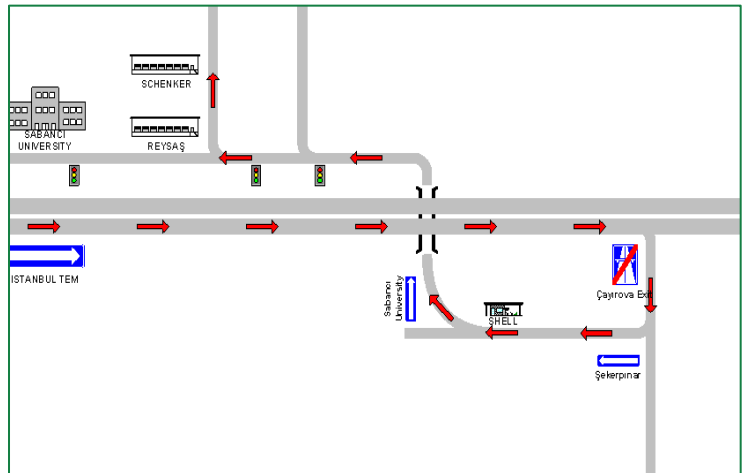 SCHENKER
SABANCI
UNIVERSITY
REYSAŞ
ISTANBUL TEM
Sabancı
University
Çayırova Exit
SHELL
Şekerpınar